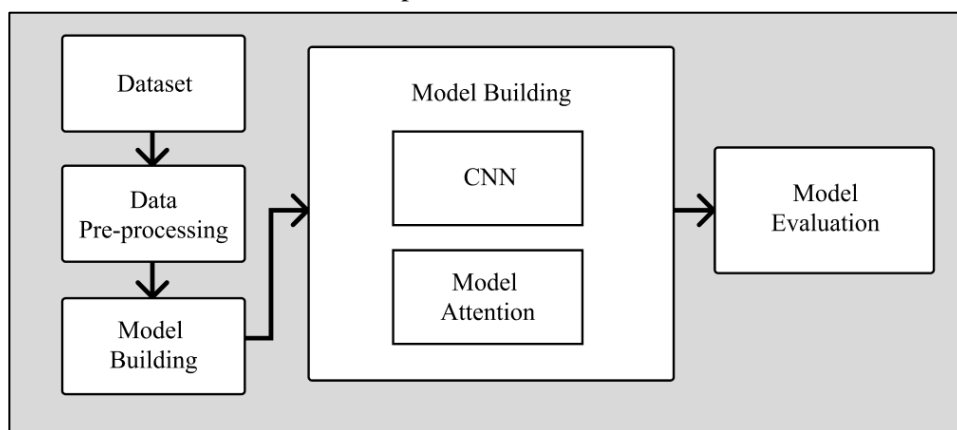 Dataset
Data
Pre-processing
Model
Building
Model Building
CNN
Model
Attention
Model
Evaluation